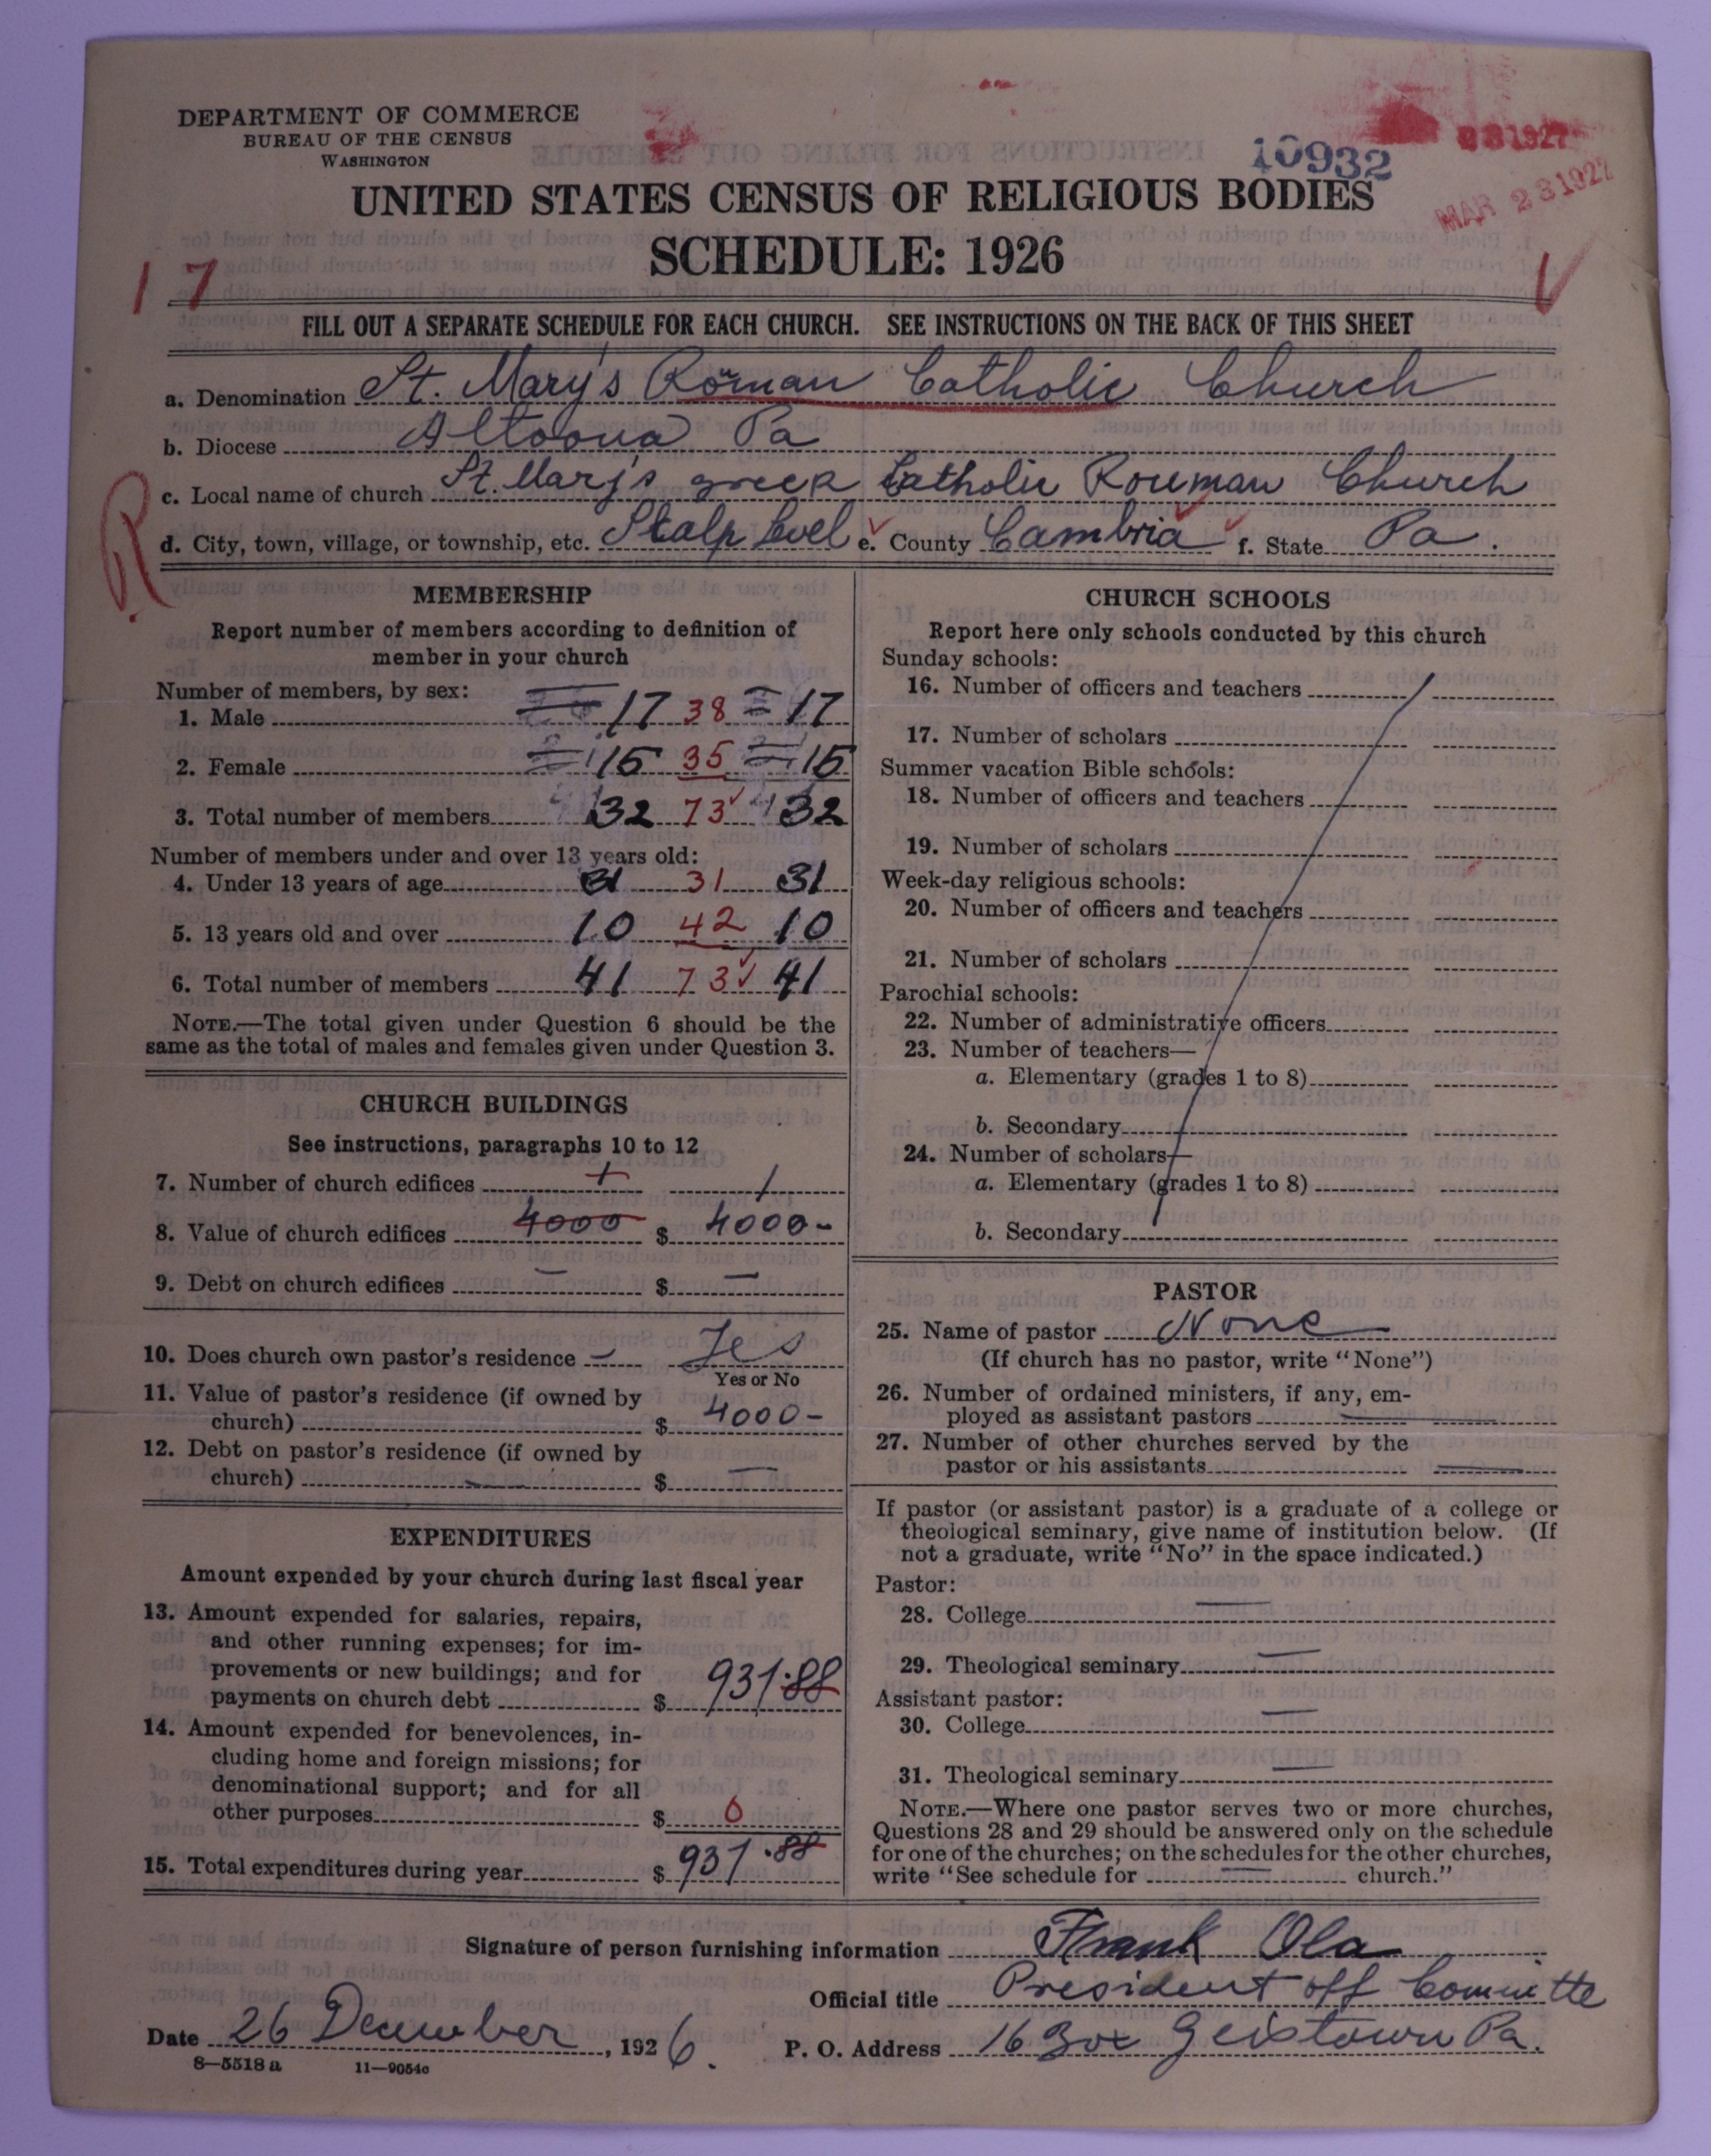 DEPARTMENT OF COMMERCE
BUREAU OF THE CENSUS
WASHINGTON
10932
8 1927
MAR 28 1927
UNITED STATES CENSUS OF RELIGIOUS BODIES
SCHEDULE: 1926
17
FILL OUT A SEPARATE SCHEDULE FOR EACH CHURCH. SEE INSTRUCTIONS ON THE BACK OF THIS SHEET
a. Denomination St. Mary's Roman Catholic Church
b. Diocese Altoona Pa
R
c. Local name of church St. Mary's greek Catholic Rouman Church
d. City, town, village, or township, etc. Scalp Level e. County Cambria f. State Pa.
MEMBERSHIP
Report number of members according to definition of
member in your church
Number of members, by sex:
1. Male 17 38 17
2. Female 15 35 15
3. Total number of members 32 73 32
Number of members under and over 13 years old:
4. Under 13 years of age 31 31 31
5. 13 years old and over 10 42 10
6. Total number of members 41 73 41
NOTE.—The total given under Question 6 should be the
same as the total of males and females given under Question 3.
CHURCH BUILDINGS
See instructions, paragraphs 10 to 12
7. Number of church edifices 1 1
8. Value of church edifices 4000 $ 4000-
9. Debt on church edifices — $ —
10. Does church own pastor's residence — Yes
Yes or No
11. Value of pastor's residence (if owned by
church) $ 4000-
12. Debt on pastor's residence (if owned by
church) — $ —
EXPENDITURES
Amount expended by your church during last fiscal year
13. Amount expended for salaries, repairs,
and other running expenses; for im-
provements or new buildings; and for
payments on church debt $ 931.88
14. Amount expended for benevolences, in-
cluding home and foreign missions; for
denominational support; and for all
other purposes $ 0
15. Total expenditures during year $ 931.88
CHURCH SCHOOLS
Report here only schools conducted by this church
Sunday schools:
16. Number of officers and teachers
17. Number of scholars
Summer vacation Bible schools:
18. Number of officers and teachers
19. Number of scholars
Week-day religious schools:
20. Number of officers and teachers
21. Number of scholars
Parochial schools:
22. Number of administrative officers
23. Number of teachers—
a. Elementary (grades 1 to 8)
b. Secondary
24. Number of scholars—
a. Elementary (grades 1 to 8)
b. Secondary
PASTOR
25. Name of pastor None
(If church has no pastor, write "None")
26. Number of ordained ministers, if any, em-
ployed as assistant pastors —
27. Number of other churches served by the
pastor or his assistants —
If pastor (or assistant pastor) is a graduate of a college or
theological seminary, give name of institution below. (If
not a graduate, write "No" in the space indicated.)
Pastor:
28. College —
29. Theological seminary —
Assistant pastor:
30. College —
31. Theological seminary —
NOTE.—Where one pastor serves two or more churches,
Questions 28 and 29 should be answered only on the schedule
for one of the churches; on the schedules for the other churches,
write "See schedule for — church."
Signature of person furnishing information Frank Ola
Official title President off Committe
Date 26 December, 1926. P. O. Address 16 Box Geistown Pa.
8—5518 a 11—9054c